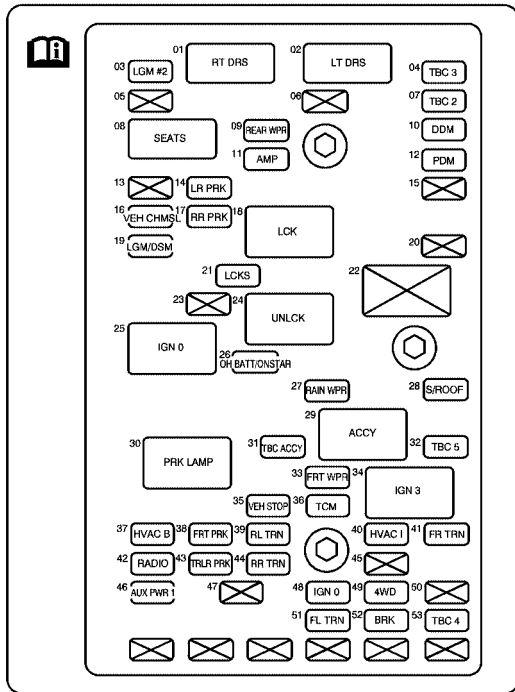 01 RT DRS 02 LT DRS
03 LGM #2 04 TBC 3
05 06 07 TBC 2
08 SEATS 09 REAR WPR 10 DDM
11 AMP 12 PDM
13 14 LR PRK 15
16 VEH CHMSL 17 RR PRK 18 LCK
19 LGM/DSM 20
21 LCKS 22
23 24 UNLCK
25 IGN 0
26 OH BATT/ONSTAR
27 RAIN WPR 28 S/ROOF
29 ACCY
30 PRK LAMP 31 TBC ACCY 32 TBC 5
33 FRT WPR 34 IGN 3
35 VEH STOP 36 TCM
37 HVAC B 38 FRT PRK 39 RL TRN 40 HVAC I 41 FR TRN
42 RADIO 43 TRLR PRK 44 RR TRN 45
46 AUX PWR 1 47 48 IGN 0 49 4WD 50
51 FL TRN 52 BRK 53 TBC 4